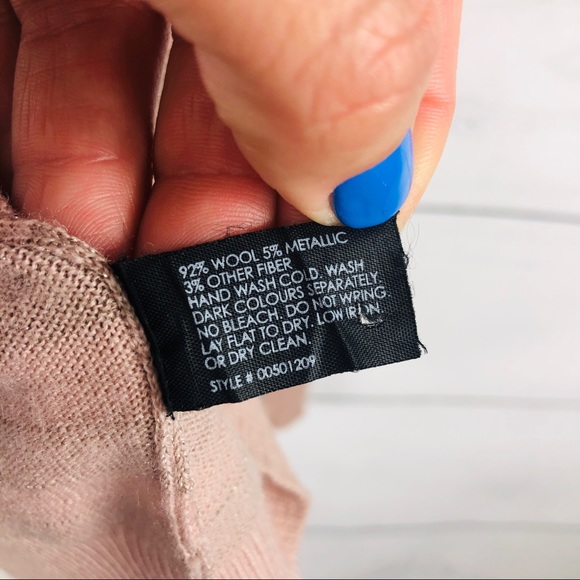 92% WOOL 5% METALLIC
3% OTHER FIBER
HAND WASH COLD. WASH
DARK COLOURS SEPARATELY.
NO BLEACH. DO NOT WRING.
LAY FLAT TO DRY. LOW IRON
OR DRY CLEAN.
STYLE # 00501209